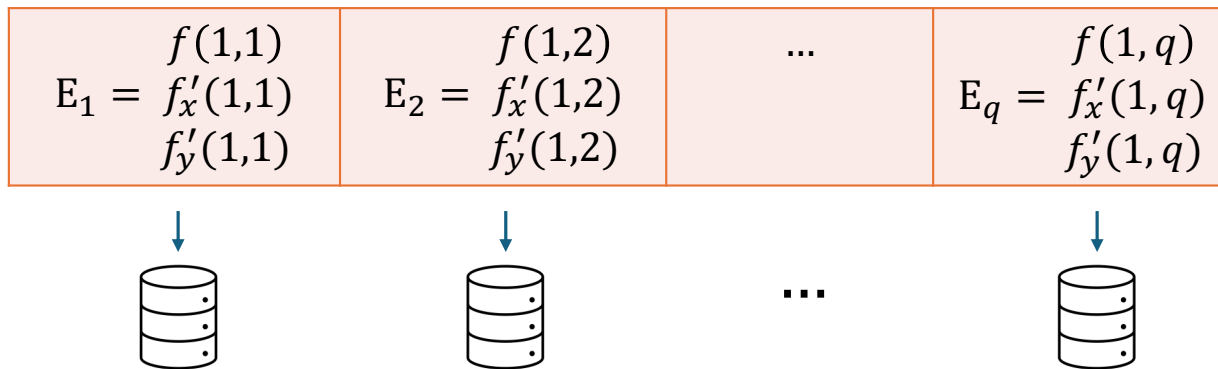 E₁ = f(1,1) f′ₓ(1,1) f′ᵧ(1,1)
E₂ = f(1,2) f′ₓ(1,2) f′ᵧ(1,2)
...
E_q = f(1, q) f′ₓ(1, q) f′ᵧ(1, q)
...